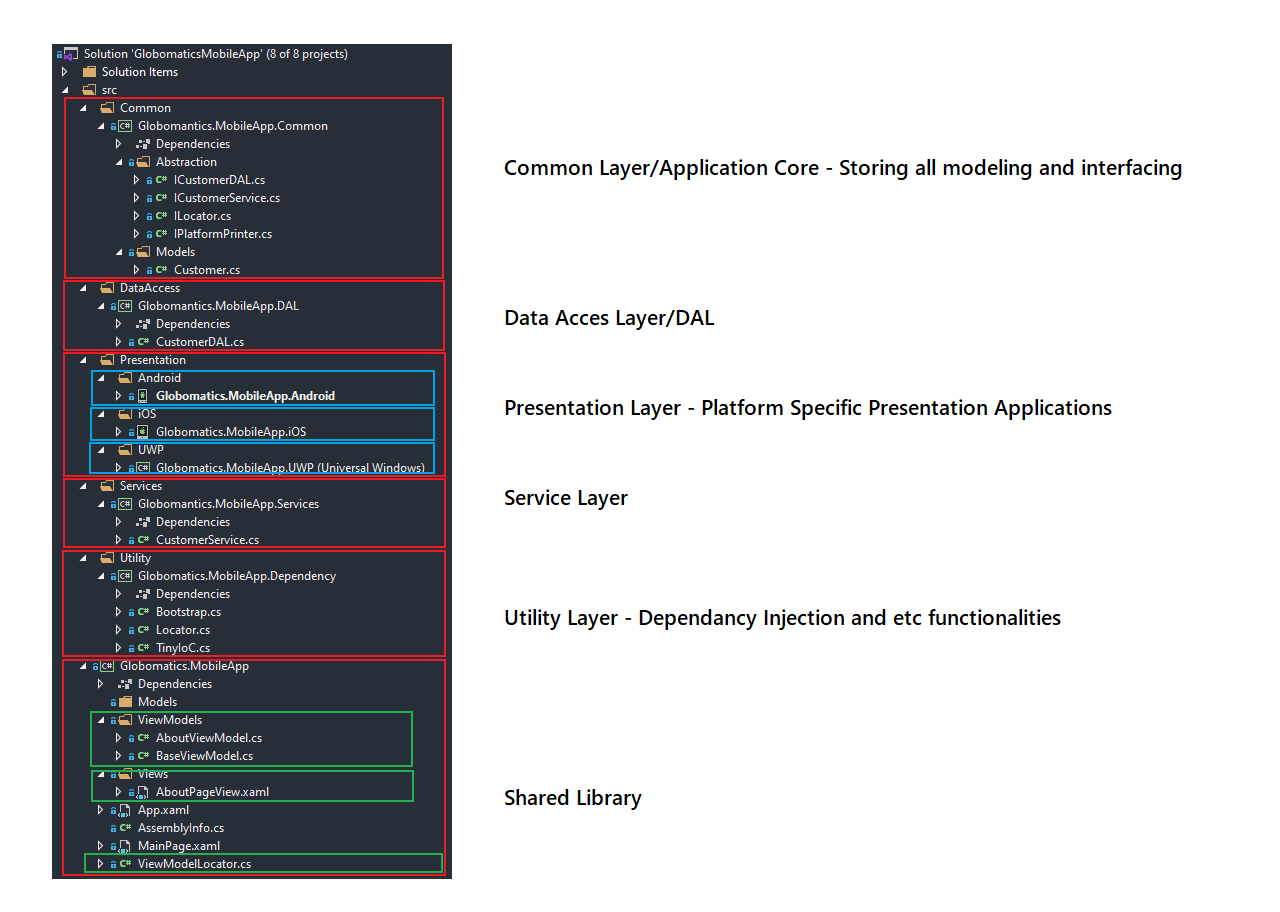 Solution 'GlobomaticsMobileApp' (8 of 8 projects)
Solution Items
src
Common
C# Globomantics.MobileApp.Common
Dependencies
Abstraction
C# ICustomerDAL.cs
C# ICustomerService.cs
C# ILocator.cs
C# IPlatformPrinter.cs
Models
C# Customer.cs
Common Layer/Application Core - Storing all modeling and interfacing
DataAccess
C# Globomantics.MobileApp.DAL
Dependencies
C# CustomerDAL.cs
Data Acces Layer/DAL
Presentation
Android
Globomatics.MobileApp.Android
iOS
Globomatics.MobileApp.iOS
UWP
C# Globomatics.MobileApp.UWP (Universal Windows)
Presentation Layer - Platform Specific Presentation Applications
Services
C# Globomantics.MobileApp.Services
Dependencies
C# CustomerService.cs
Service Layer
Utility
C# Globomantics.MobileApp.Dependency
Dependencies
C# Bootstrap.cs
C# Locator.cs
C# TinyIoC.cs
Utility Layer - Dependancy Injection and etc functionalities
C# Globomatics.MobileApp
Dependencies
Models
ViewModels
C# AboutViewModel.cs
C# BaseViewModel.cs
Views
AboutPageView.xaml
App.xaml
C# AssemblyInfo.cs
MainPage.xaml
C# ViewModelLocator.cs
Shared Library